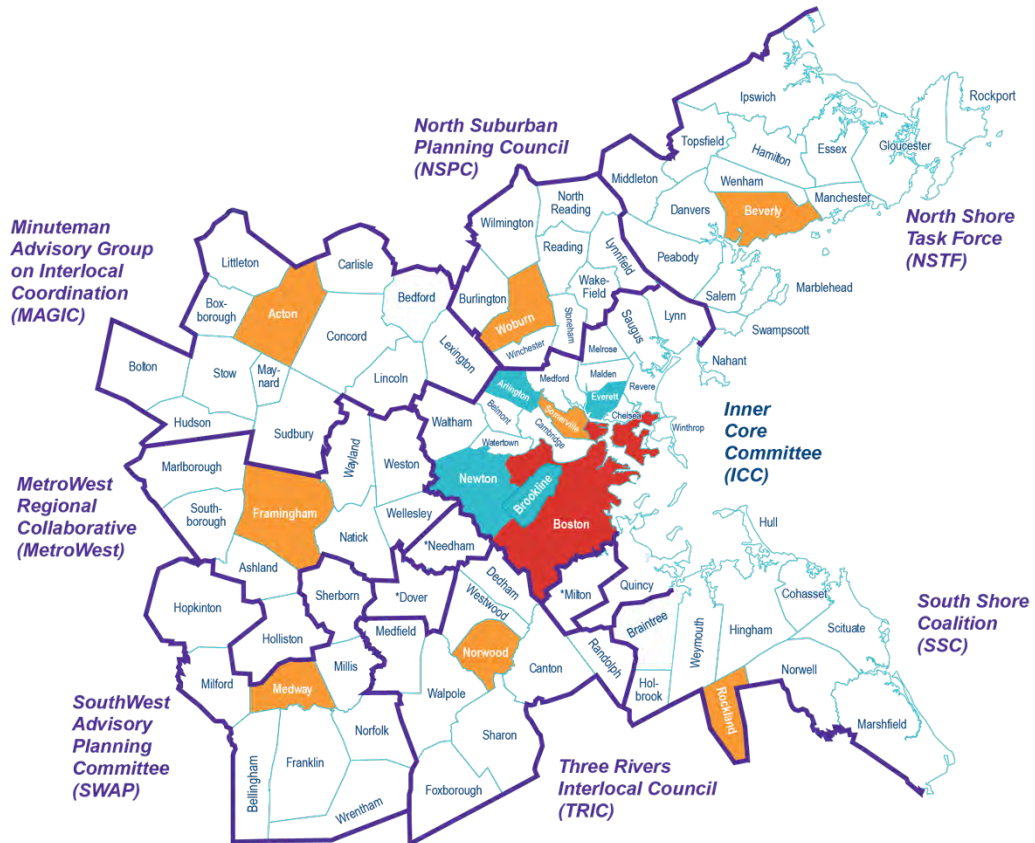 Rockport
Ipswich
North Suburban
Planning Council
(NSPC)
Topsfield
Hamilton
Essex
Gloucester
Middleton
Wenham
Manchester
North
Reading
Wilmington
Danvers
Beverly
North Shore
Task Force
(NSTF)
Minuteman
Advisory Group
on Interlocal
Coordination
(MAGIC)
Reading
Lynnfield
Peabody
Littleton
Carlisle
Bedford
Burlington
Wake-
Field
Salem
Marblehead
Box-
borough
Acton
Woburn
Stoneham
Saugus
Lynn
Swampscott
Concord
Lexington
Winchester
Melrose
Nahant
Bolton
Stow
May-
nard
Lincoln
Arlington
Medford
Malden
Revere
Everett
Hudson
Sudbury
Waltham
Belmont
Somerville
Cambridge
Chelsea
Winthrop
Inner
Core
Committee
(ICC)
Watertown
Wayland
Weston
Marlborough
MetroWest
Regional
Collaborative
(MetroWest)
South-
borough
Framingham
Newton
Brookline
Boston
Natick
Wellesley
*Needham
Hull
Ashland
Sherborn
*Dover
Dedham
Westwood
*Milton
Quincy
Cohasset
South Shore
Coalition
(SSC)
Hopkinton
Holliston
Medfield
Norwood
Canton
Randolph
Braintree
Weymouth
Hingham
Scituate
Milford
Medway
Millis
Walpole
Hol-
brook
Rockland
Norwell
SouthWest
Advisory
Planning
Committee
(SWAP)
Bellingham
Franklin
Norfolk
Sharon
Marshfield
Wrentham
Foxborough
Three Rivers
Interlocal Council
(TRIC)